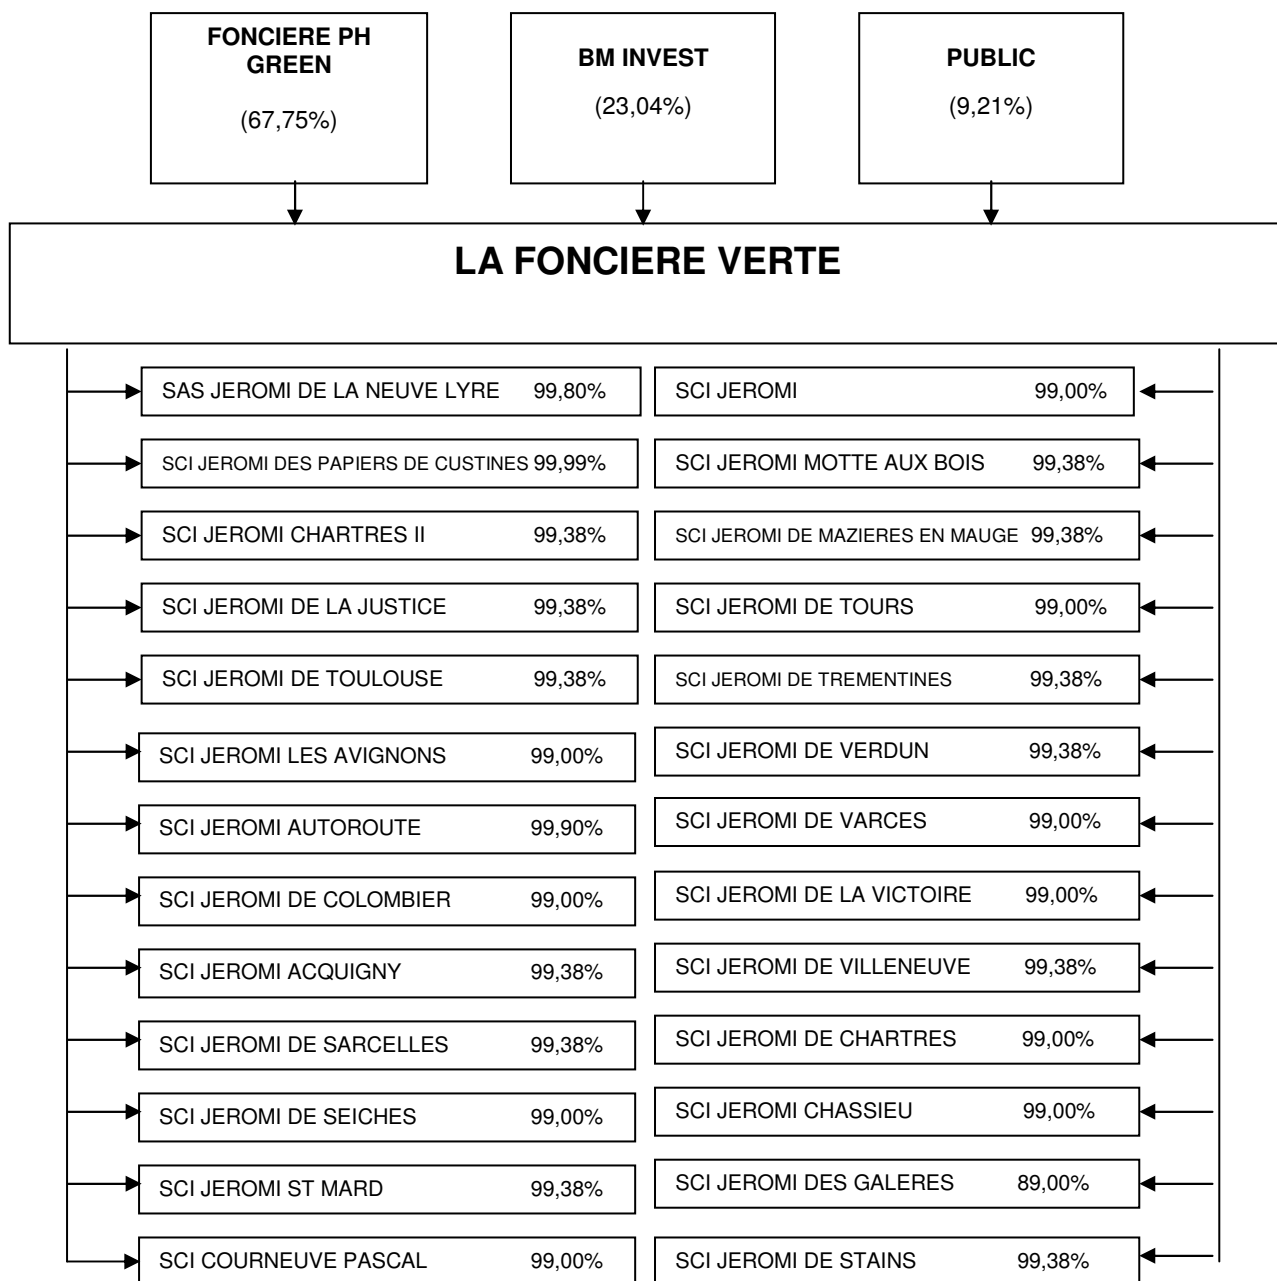 FONCIERE PH
GREEN
(67,75%)
BM INVEST
(23,04%)
PUBLIC
(9,21%)
LA FONCIERE VERTE
SAS JEROMI DE LA NEUVE LYRE 99,80%
SCI JEROMI 99,00%
SCI JEROMI DES PAPIERS DE CUSTINES 99,99%
SCI JEROMI MOTTE AUX BOIS 99,38%
SCI JEROMI CHARTRES II 99,38%
SCI JEROMI DE MAZIERES EN MAUGE 99,38%
SCI JEROMI DE LA JUSTICE 99,38%
SCI JEROMI DE TOURS 99,00%
SCI JEROMI DE TOULOUSE 99,38%
SCI JEROMI DE TREMENTINES 99,38%
SCI JEROMI LES AVIGNONS 99,00%
SCI JEROMI DE VERDUN 99,38%
SCI JEROMI AUTOROUTE 99,90%
SCI JEROMI DE VARCES 99,00%
SCI JEROMI DE COLOMBIER 99,00%
SCI JEROMI DE LA VICTOIRE 99,00%
SCI JEROMI ACQUIGNY 99,38%
SCI JEROMI DE VILLENEUVE 99,38%
SCI JEROMI DE SARCELLES 99,38%
SCI JEROMI DE CHARTRES 99,00%
SCI JEROMI DE SEICHES 99,00%
SCI JEROMI CHASSIEU 99,00%
SCI JEROMI ST MARD 99,38%
SCI JEROMI DES GALERES 89,00%
SCI COURNEUVE PASCAL 99,00%
SCI JEROMI DE STAINS 99,38%